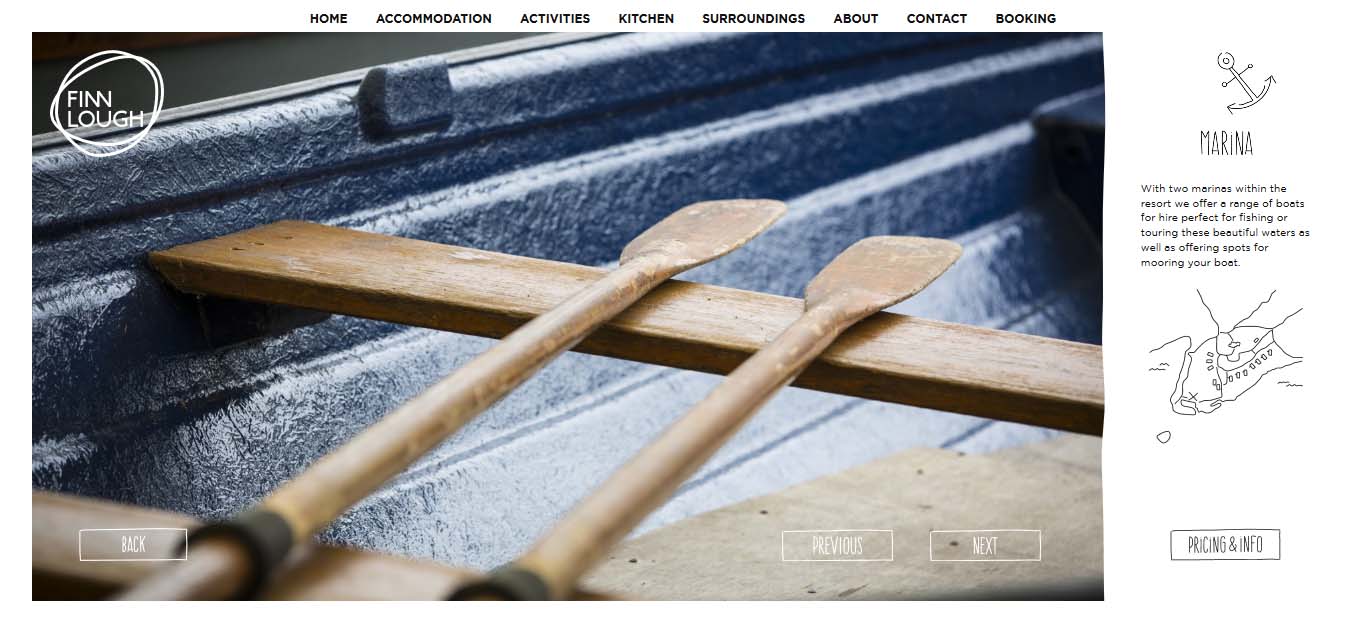 HOME ACCOMMODATION ACTIVITIES KITCHEN SURROUNDINGS ABOUT CONTACT BOOKING
FINN
LOUGH
MARINA
With two marinas within the
resort we offer a range of boats
for hire perfect for fishing or
touring these beautiful waters as
well as offering spots for
mooring your boat.
BACK
PREVIOUS
NEXT
PRICING & INFO